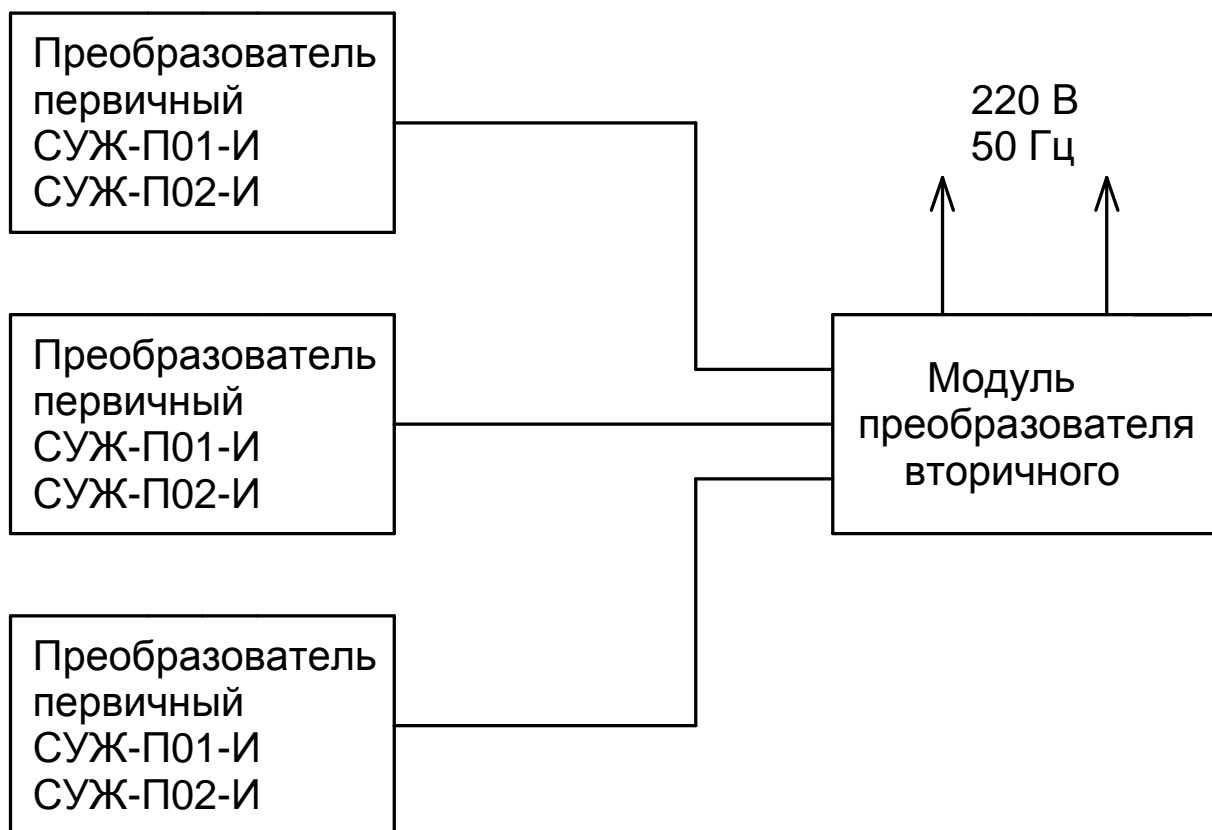 Преобразователь
первичный
СУЖ-П01-И
СУЖ-П02-И
220 В
50 Гц
Преобразователь
первичный
СУЖ-П01-И
СУЖ-П02-И
Модуль
преобразователя
вторичного
Преобразователь
первичный
СУЖ-П01-И
СУЖ-П02-И